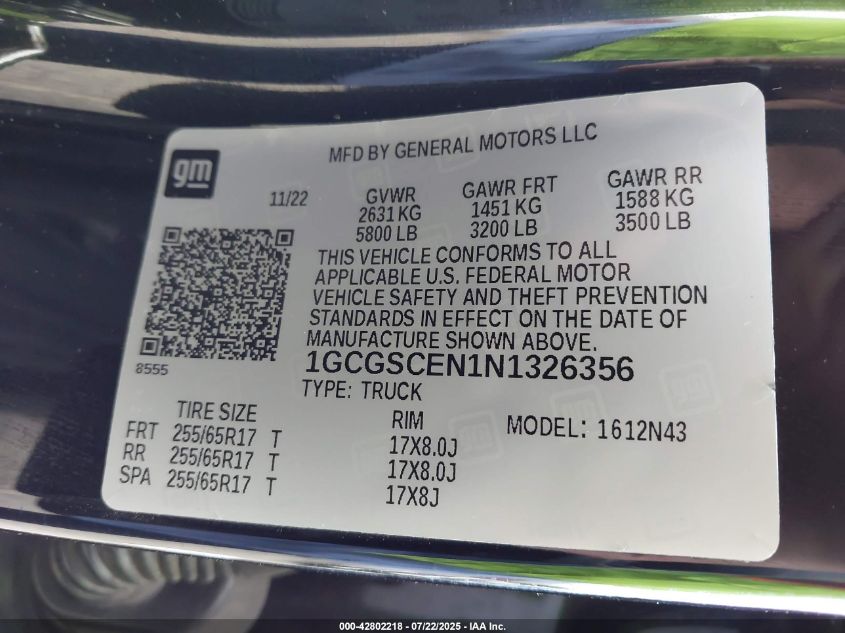 MFD BY GENERAL MOTORS LLC
gm
11/22
GVWR GAWR FRT GAWR RR
2631 KG 1451 KG 1588 KG
5800 LB 3200 LB 3500 LB
THIS VEHICLE CONFORMS TO ALL
APPLICABLE U.S. FEDERAL MOTOR
VEHICLE SAFETY AND THEFT PREVENTION
STANDARDS IN EFFECT ON THE DATE OF
MANUFACTURE SHOWN ABOVE.
8555
1GCGSCEN1N1326356
TYPE: TRUCK
TIRE SIZE RIM MODEL: 1612N43
FRT 255/65R17 T 17X8.0J
RR 255/65R17 T 17X8.0J
SPA 255/65R17 T 17X8J
000-42802218 - 07/22/2025 - IAA Inc.